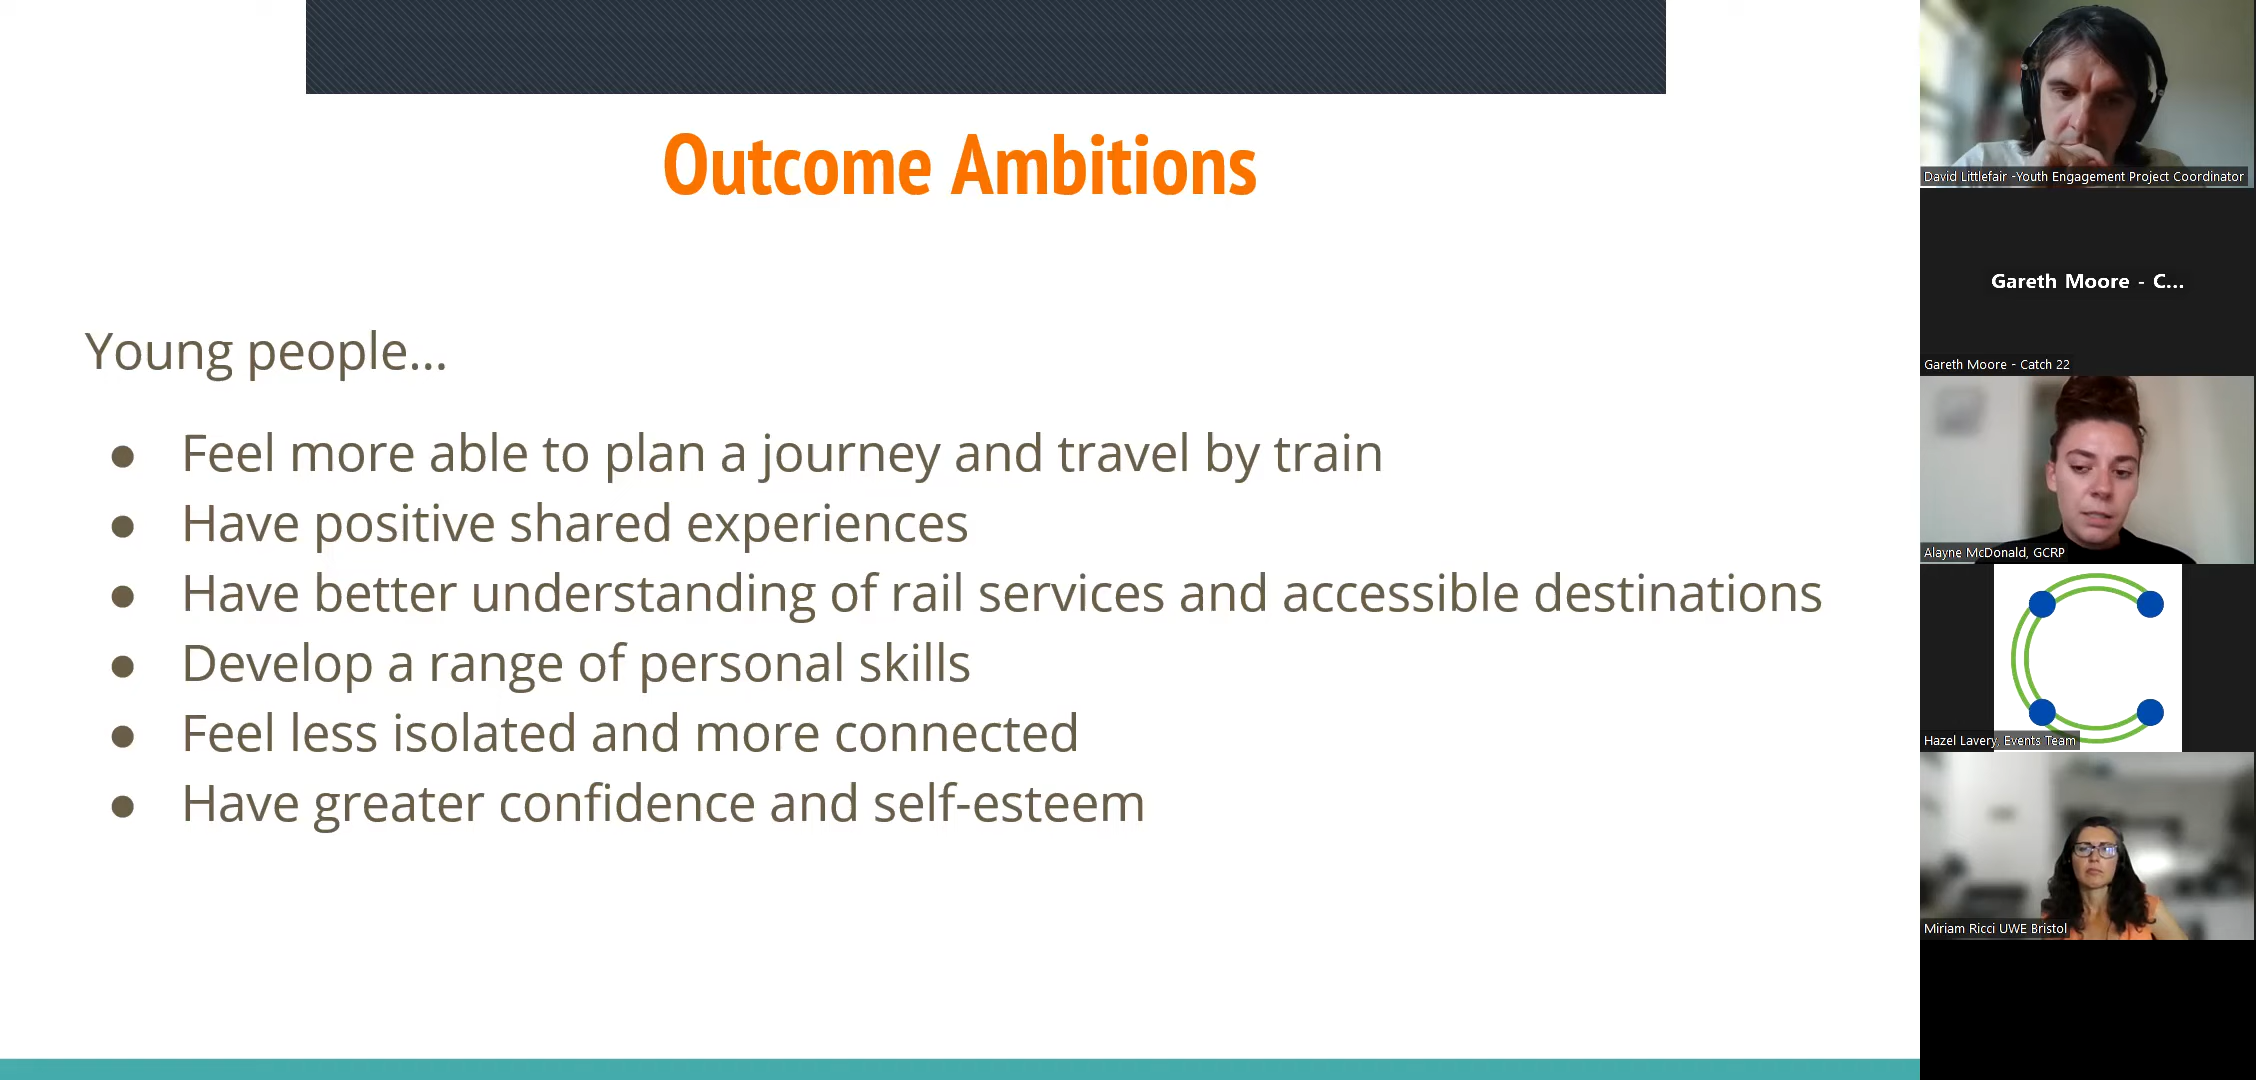 Outcome Ambitions
Young people...
● Feel more able to plan a journey and travel by train
● Have positive shared experiences
● Have better understanding of rail services and accessible destinations
● Develop a range of personal skills
● Feel less isolated and more connected
● Have greater confidence and self-esteem
David Littlefair -Youth Engagement Project Coordinator
Gareth Moore - C...
Gareth Moore - Catch 22
Alayne McDonald, GCRP
Hazel Lavery, Events Team
Miriam Ricci UWE Bristol